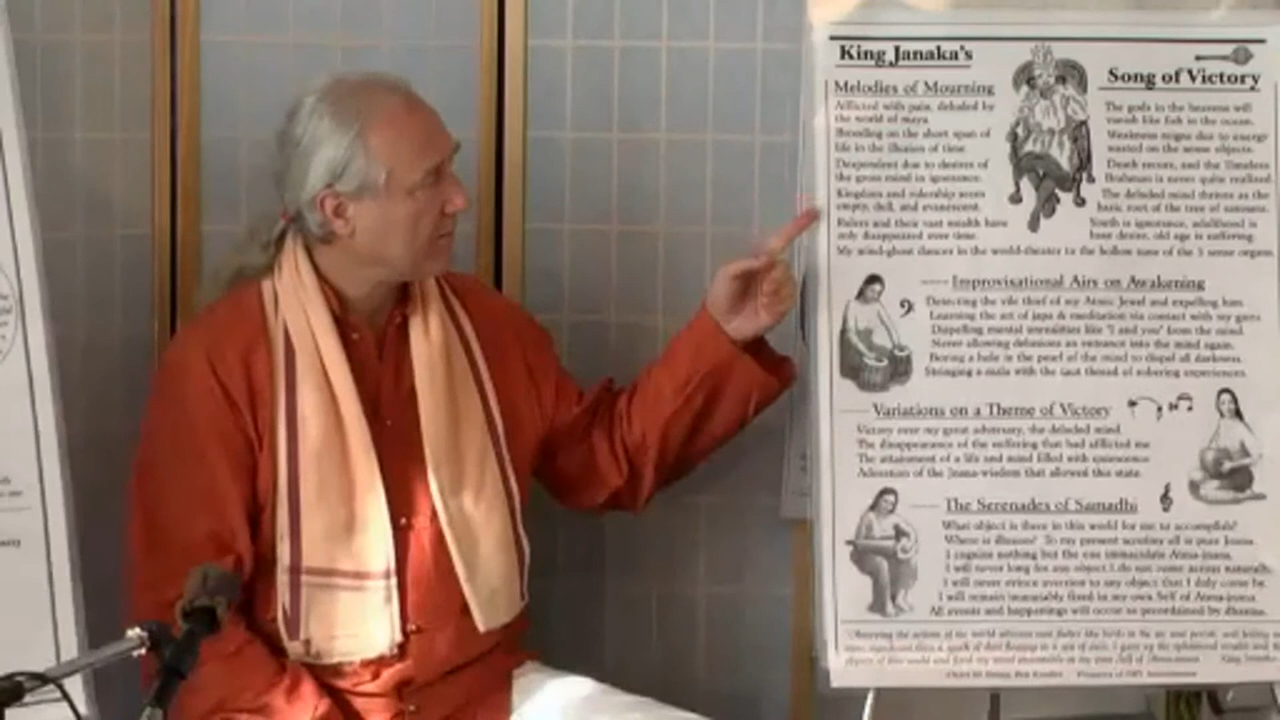 King Janaka's
Song of Victory
Melodies of Mourning
Afflicted with pain, deluded by
the world of maya.
Brooding on the short span of
life in the illusion of time.
Despondent due to desires of
the gross mind in ignorance.
Kingdom and rulership seem
empty, dull, and evanescent.
Rulers and their vast wealth have
only disappeared over time.
The gods in the heavens will
vanish like fish in the ocean.
Weakness reigns due to energy
wasted on the sense objects.
Death recurs, and the Timeless
Brahman is never quite realized.
The deluded mind thrives as the
basic root of the tree of samsara.
Youth is ignorance, adulthood is
base desire, old age is suffering.
My mind-ghost dances in the world-theater to the hollow tune of the 5 sense organs.
Improvisational Airs on Awakening
Detecting the vile thief of my Atmic Jewel and expelling him.
Learning the art of japa & meditation via contact with my guru.
Dispelling mental unrealities like "I and you" from the mind.
Never allowing delusions an entrance into the mind again.
Boring a hole in the pearl of the mind to dispel all darkness.
Stringing a mala with the taut thread of sobering experiences.
Variations on a Theme of Victory
Victory over my great adversary, the deluded mind.
The disappearance of the suffering that had afflicted me
The attainment of a life and mind filled with quiescence
Adoration of the Jnana-wisdom that allowed this state.
The Serenades of Samadhi
What object is there in this world for me to accomplish?
Where is illusion? To my present scrutiny all is pure Jnana.
I cognize nothing but the one immaculate Atma-jnana.
I will never long for any object I do not come across naturally.
I will never evince aversion to any object that I duly come by.
I will remain immutably fixed in my own Self of Atma-jnana.
All events and happenings will occur as preordained by dharma.